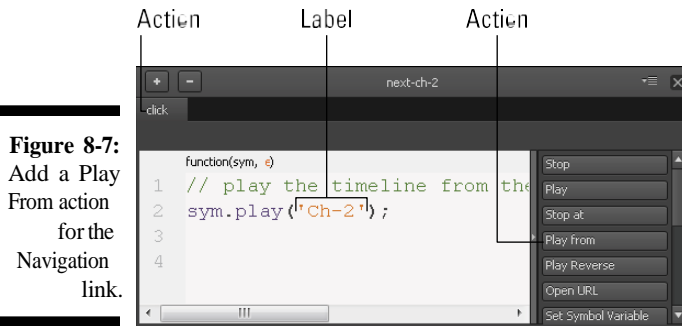 Action Label Action
+ - next-ch-2 x
click
Figure 8-7:
Add a Play
From action
for the
Navigation
link.
function(sym, e)
1 // play the timeline from the
2 sym.play('Ch-2');
3
4
Stop
Play
Stop at
Play from
Play Reverse
Open URL
Set Symbol Variable